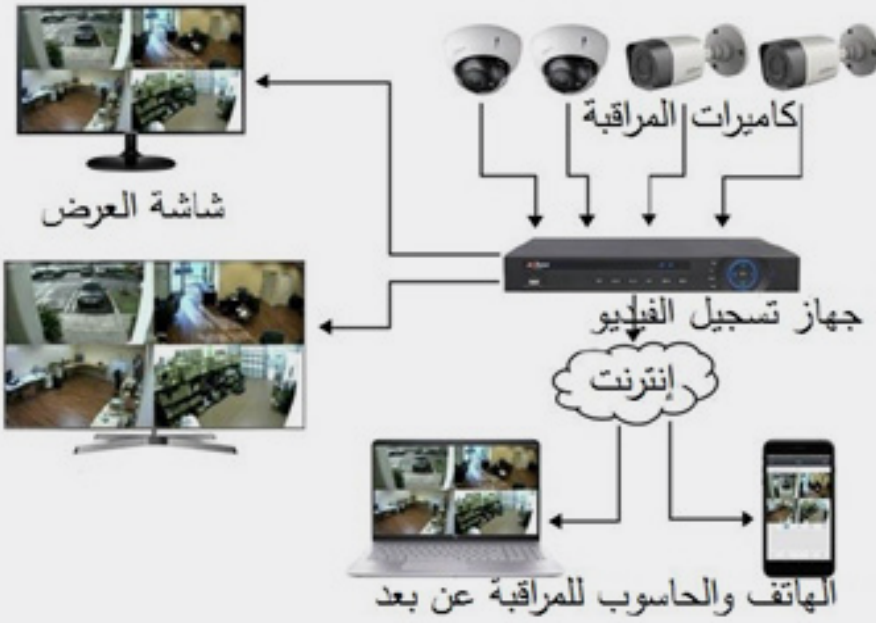 كاميرات المراقبة
شاشة العرض
جهاز تسجيل الفيديو
إنترنت
الهاتف والحاسوب للمراقبة عن بعد